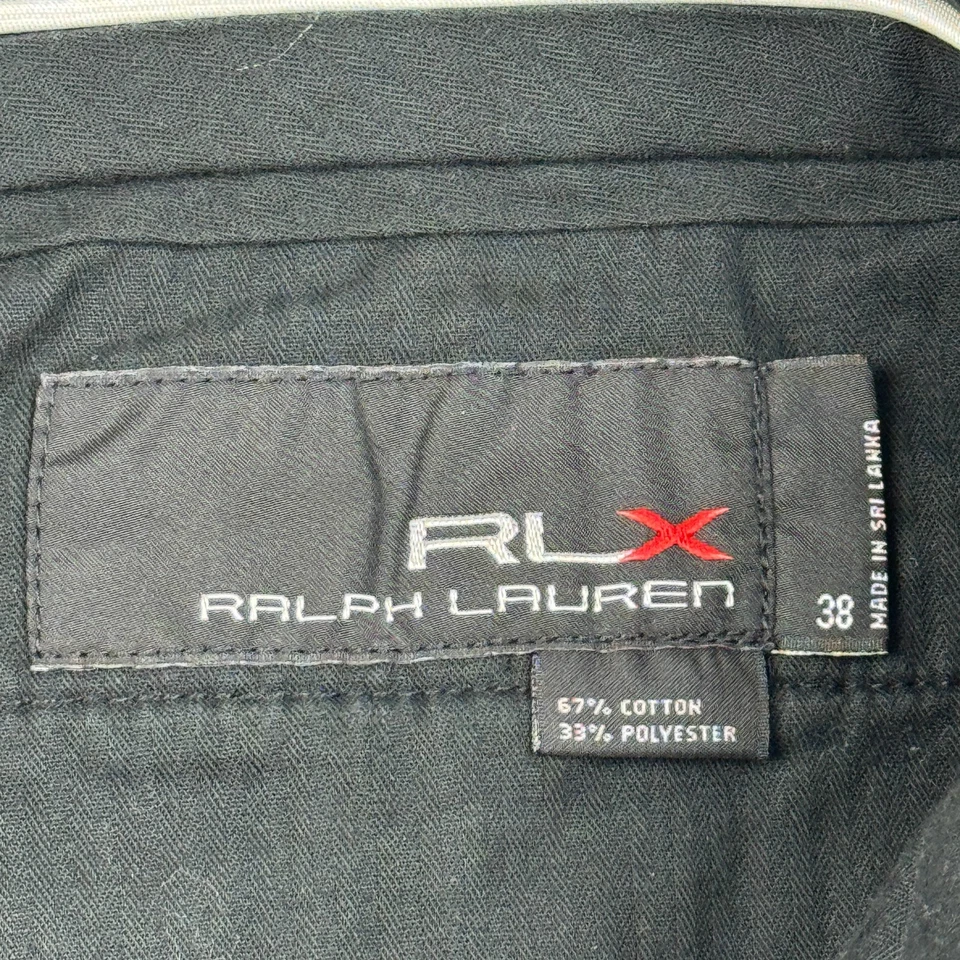 RLX
RALPH LAUREN
38
MADE IN SRI LANKA
67% COTTON
33% POLYESTER